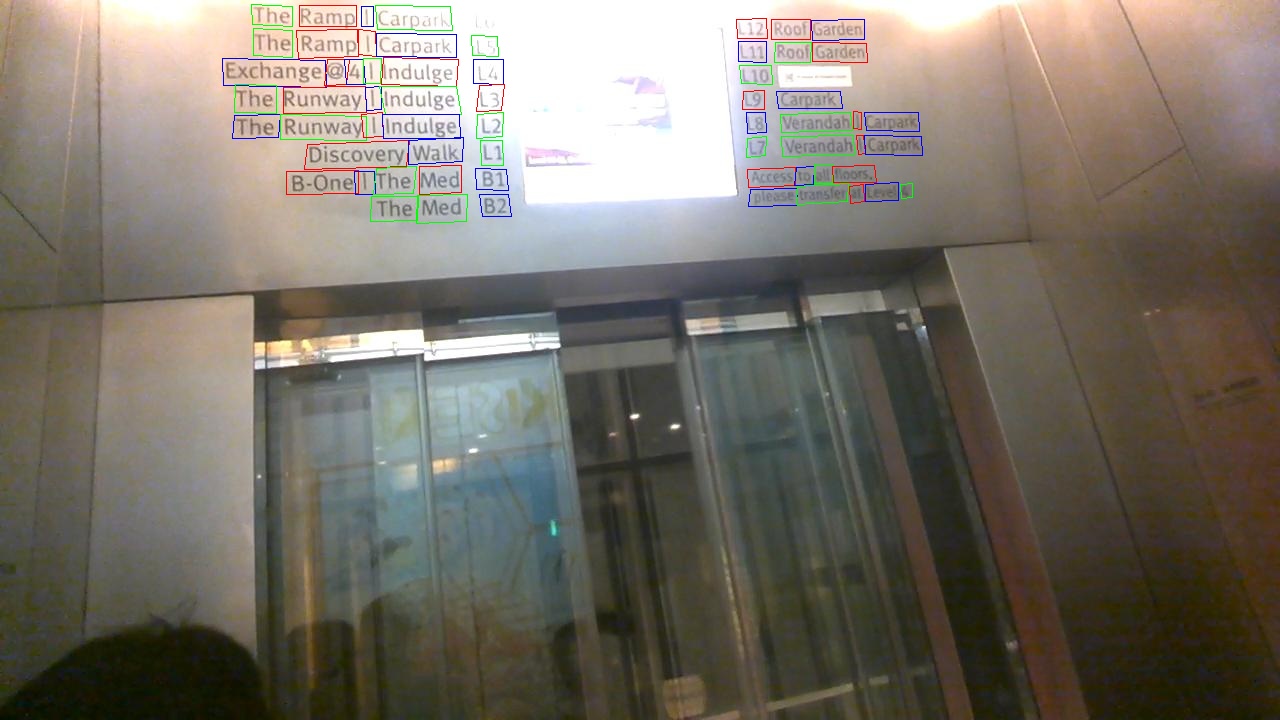 The Ramp | Carpark L6
The Ramp | Carpark L5
Exchange @ 4 | Indulge L4
The Runway | Indulge L3
The Runway | Indulge L2
Discovery Walk L1
B-One | The Med B1
The Med B2
L12 Roof Garden
L11 Roof Garden
L10
L9 Carpark
L8 Verandah | Carpark
L7 Verandah | Carpark
Access to all floors,
please transfer at Level